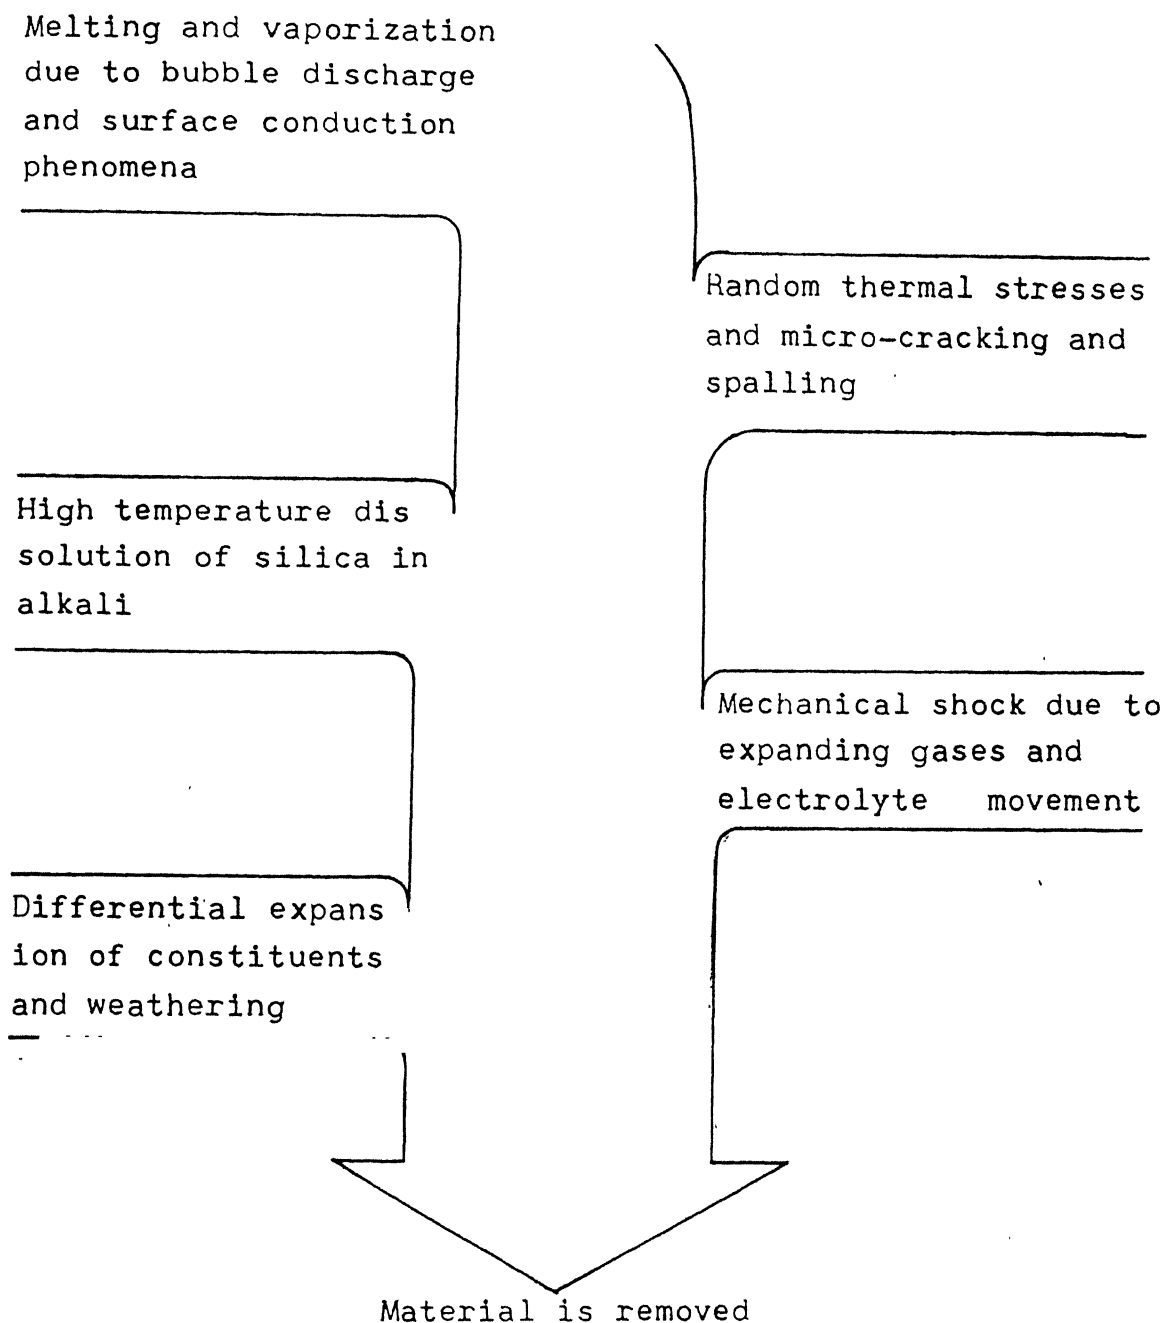 Melting and vaporization
due to bubble discharge
and surface conduction
phenomena
Random thermal stresses
and micro-cracking and
spalling
High temperature dis
solution of silica in
alkali
Mechanical shock due to
expanding gases and
electrolyte movement
Differential expans
ion of constituents
and weathering
Material is removed